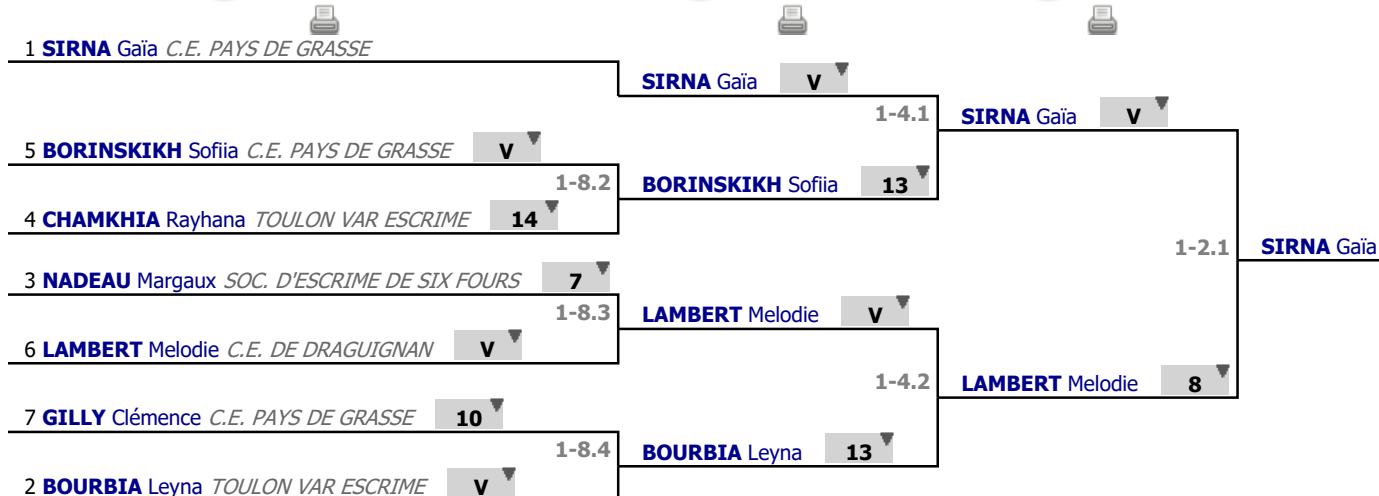 1 SIRNA Gaïa C.E. PAYS DE GRASSE
SIRNA Gaïa V
1-4.1
SIRNA Gaïa V
5 BORINSKIKH Sofiia C.E. PAYS DE GRASSE V
1-8.2
BORINSKIKH Sofiia 13
4 CHAMKHIA Rayhana TOULON VAR ESCRIME 14
1-2.1
SIRNA Gaïa
3 NADEAU Margaux SOC. D'ESCRIME DE SIX FOURS 7
1-8.3
LAMBERT Melodie V
6 LAMBERT Melodie C.E. DE DRAGUIGNAN V
1-4.2
LAMBERT Melodie 8
7 GILLY Clémence C.E. PAYS DE GRASSE 10
1-8.4
BOURBIA Leyna 13
2 BOURBIA Leyna TOULON VAR ESCRIME V